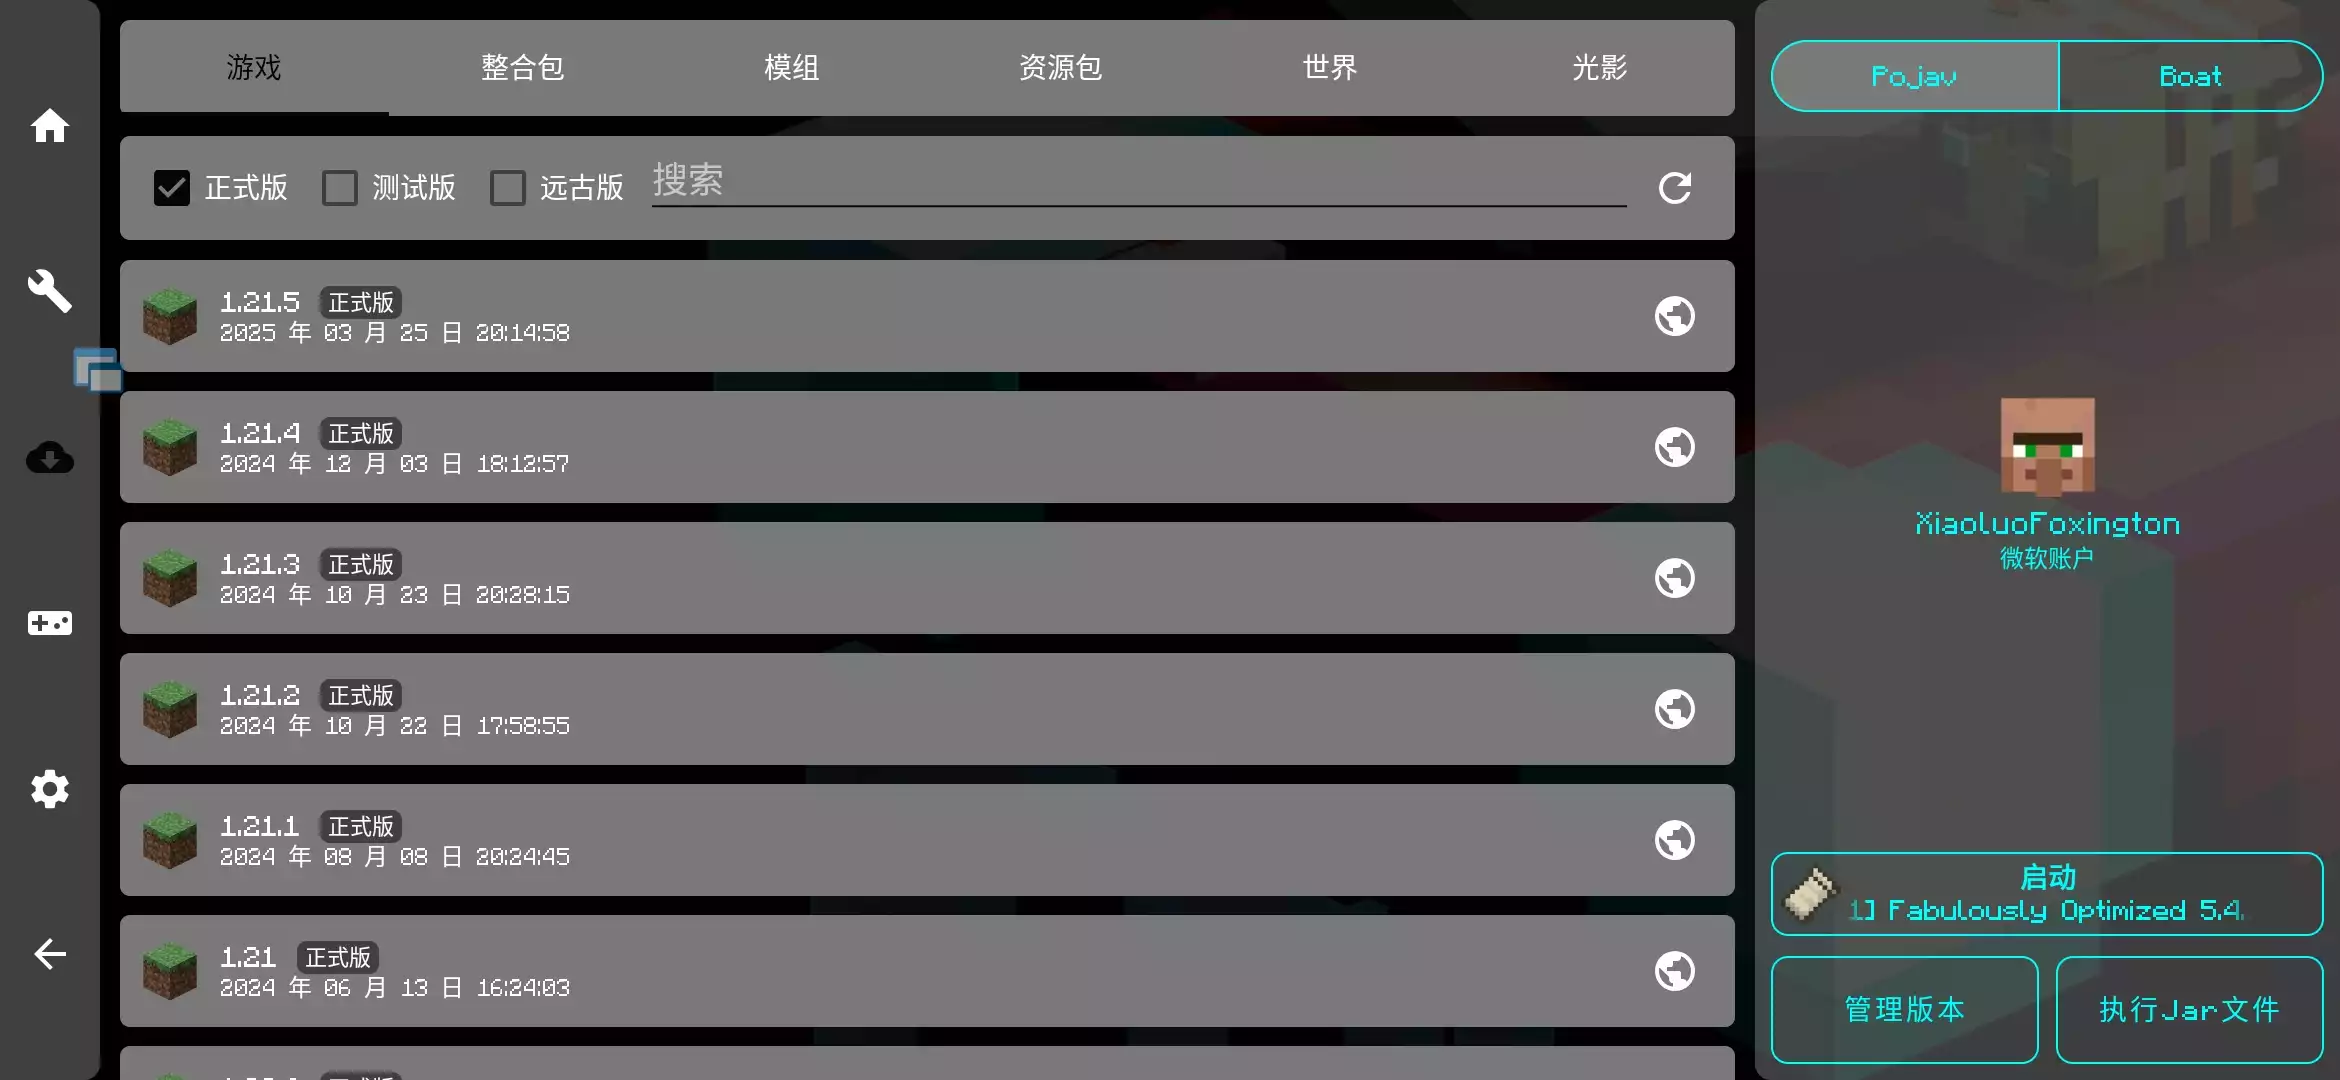 游戏
整合包
模组
资源包
世界
光影
正式版
测试版
远古版
搜索
1.21.5 正式版
2025 年 03 月 25 日 20:14:58
1.21.4 正式版
2024 年 12 月 03 日 18:12:57
1.21.3 正式版
2024 年 10 月 23 日 20:28:15
1.21.2 正式版
2024 年 10 月 22 日 17:58:55
1.21.1 正式版
2024 年 08 月 08 日 20:24:45
1.21 正式版
2024 年 06 月 13 日 16:24:03
Pojav
Boat
XiaoluoFoxington
微软账户
启动
1] Fabulously Optimized 5.4.
管理版本
执行Jar文件